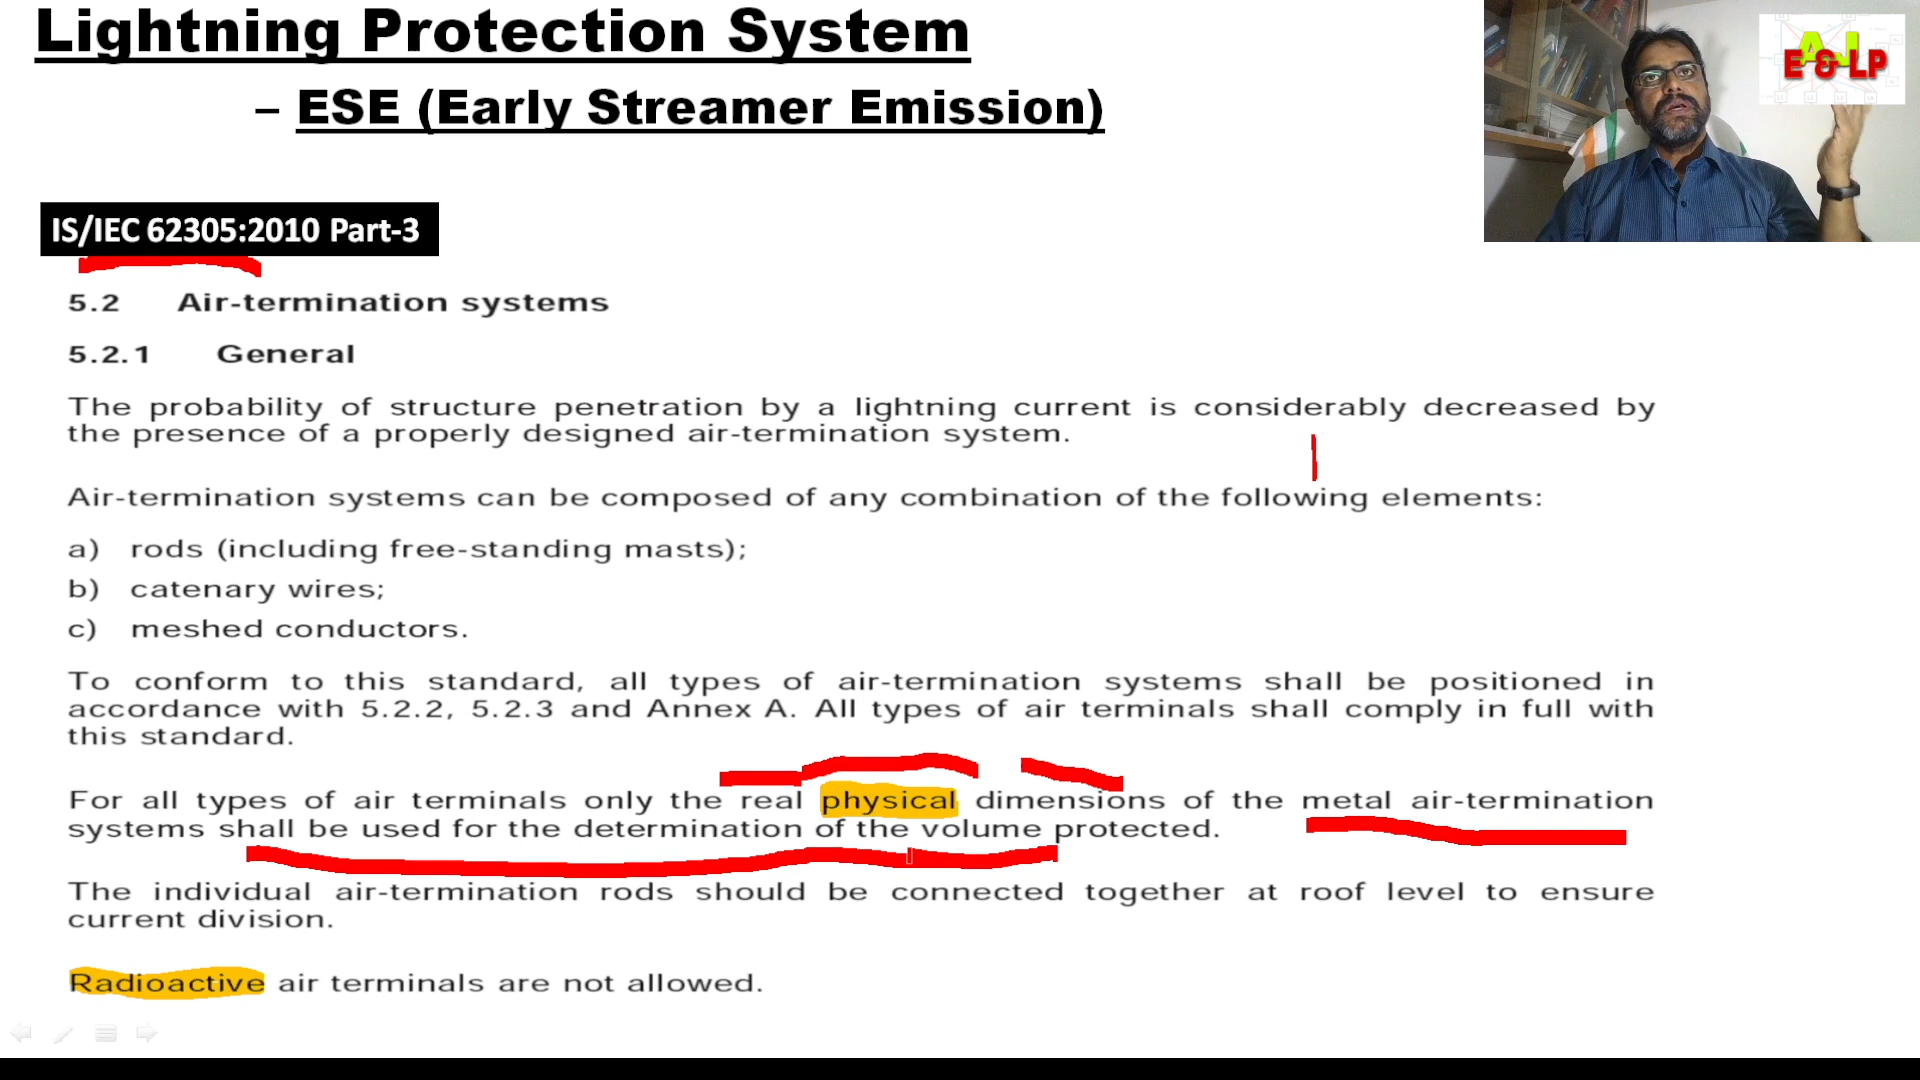 Lightning Protection System
– ESE (Early Streamer Emission)
AJ
E & LP
IS/IEC 62305:2010 Part-3
5.2 Air-termination systems
5.2.1 General
The probability of structure penetration by a lightning current is considerably decreased by
the presence of a properly designed air-termination system.
Air-termination systems can be composed of any combination of the following elements:
a) rods (including free-standing masts);
b) catenary wires;
c) meshed conductors.
To conform to this standard, all types of air-termination systems shall be positioned in
accordance with 5.2.2, 5.2.3 and Annex A. All types of air terminals shall comply in full with
this standard.
For all types of air terminals only the real physical dimensions of the metal air-termination
systems shall be used for the determination of the volume protected.
The individual air-termination rods should be connected together at roof level to ensure
current division.
Radioactive air terminals are not allowed.